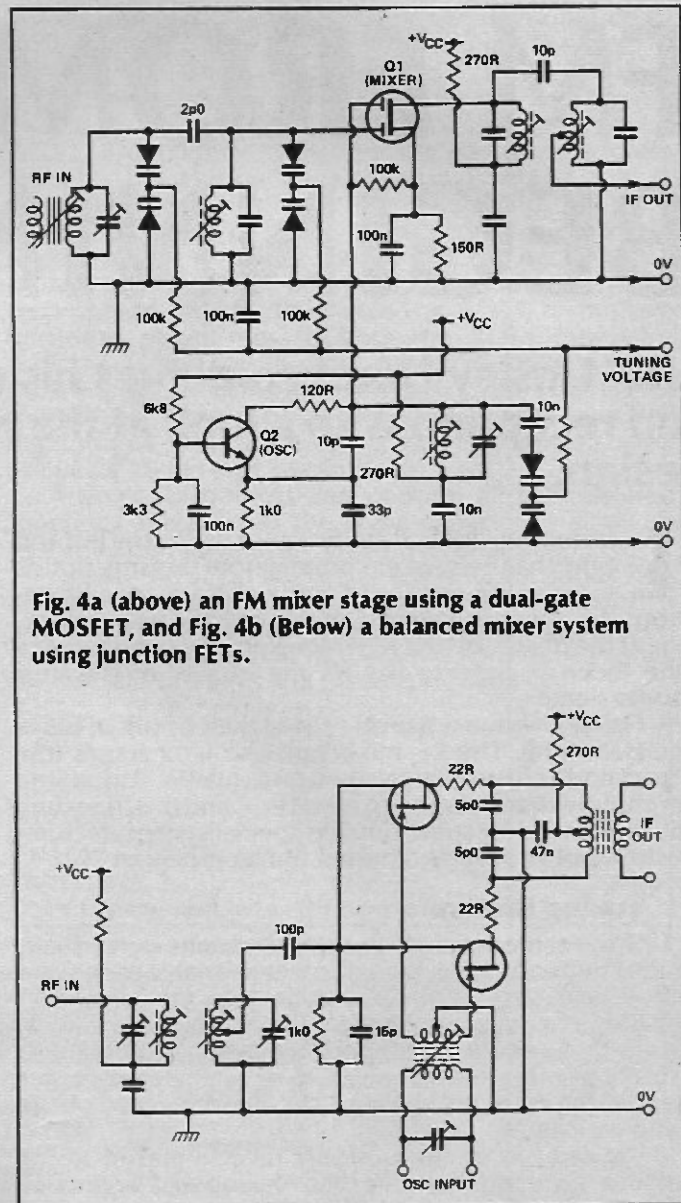 +VCC
270R
10p
Q1
(MIXER)
2p0
RF IN
100k
100n
150R
IF OUT
0V
100k
100n
100k
+VCC
TUNING
VOLTAGE
6k8
120R
10n
Q2
(OSC)
10p
270R
3k3
100n
1k0
33p
10n
0V
Fig. 4a (above) an FM mixer stage using a dual-gate
MOSFET, and Fig. 4b (Below) a balanced mixer system
using junction FETs.
+VCC
270R
22R
5p0
IF
OUT
5p0
47n
+VCC
22R
100p
RF IN
1k0
15p
0V
OSC INPUT